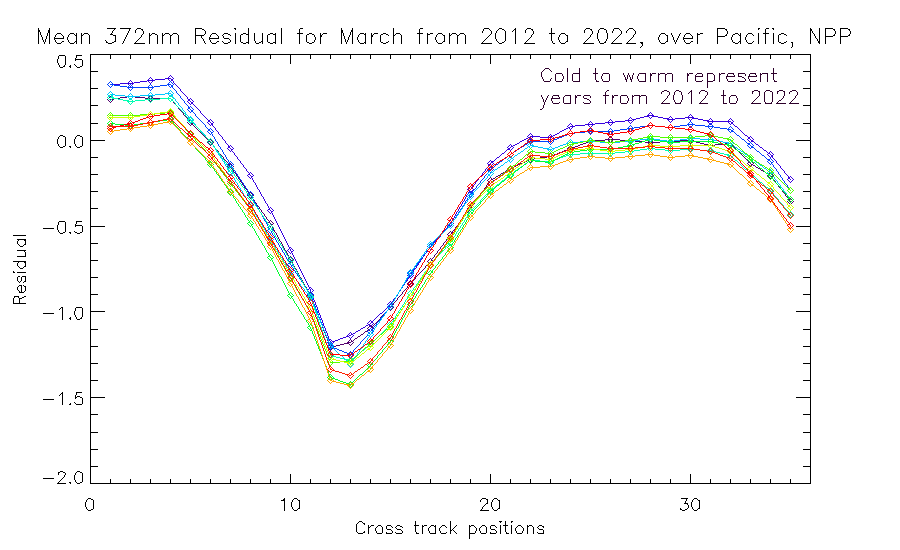 Mean 372nm Residual for March from 2012 to 2022, over Pacific, NPP
0.5
Cold to warm represent
years from 2012 to 2022
0.0
-0.5
Residual
-1.0
-1.5
-2.0
0 10 20 30
Cross track positions